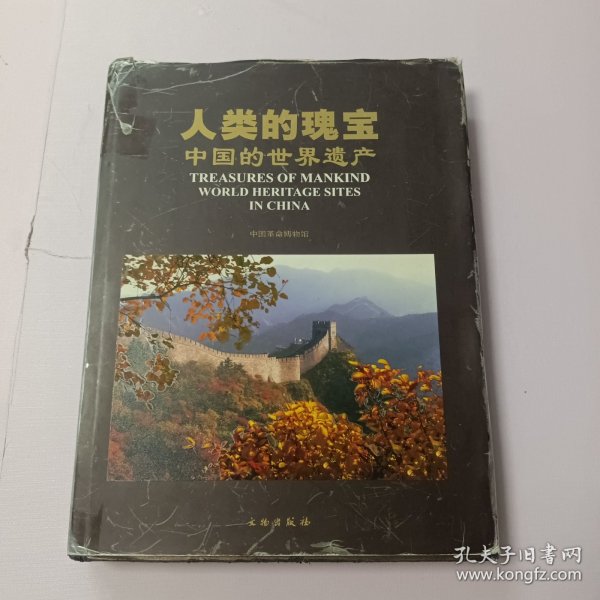 人类的瑰宝
中国的世界遗产
TREASURES OF MANKIND
WORLD HERITAGE SITES
IN CHINA
中国革命博物馆
文物出版社
孔夫子旧书网
www.kongfz.com